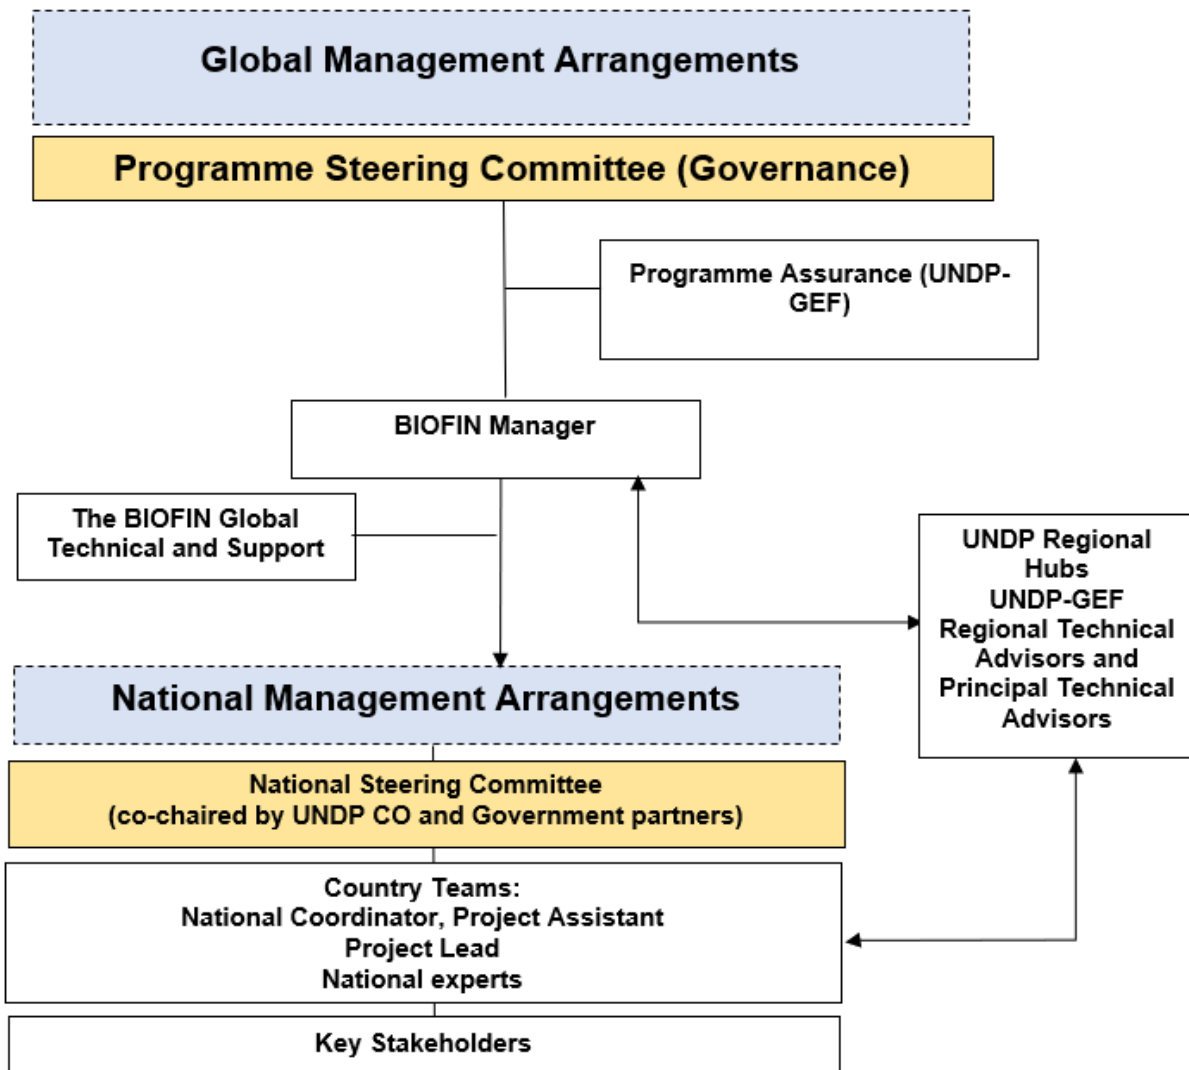 Global Management Arrangements
Programme Steering Committee (Governance)
Programme Assurance (UNDP-
GEF)
BIOFIN Manager
The BIOFIN Global
Technical and Support
UNDP Regional
Hubs
UNDP-GEF
Regional Technical
Advisors and
Principal Technical
Advisors
National Management Arrangements
National Steering Committee
(co-chaired by UNDP CO and Government partners)
Country Teams:
National Coordinator, Project Assistant
Project Lead
National experts
Key Stakeholders